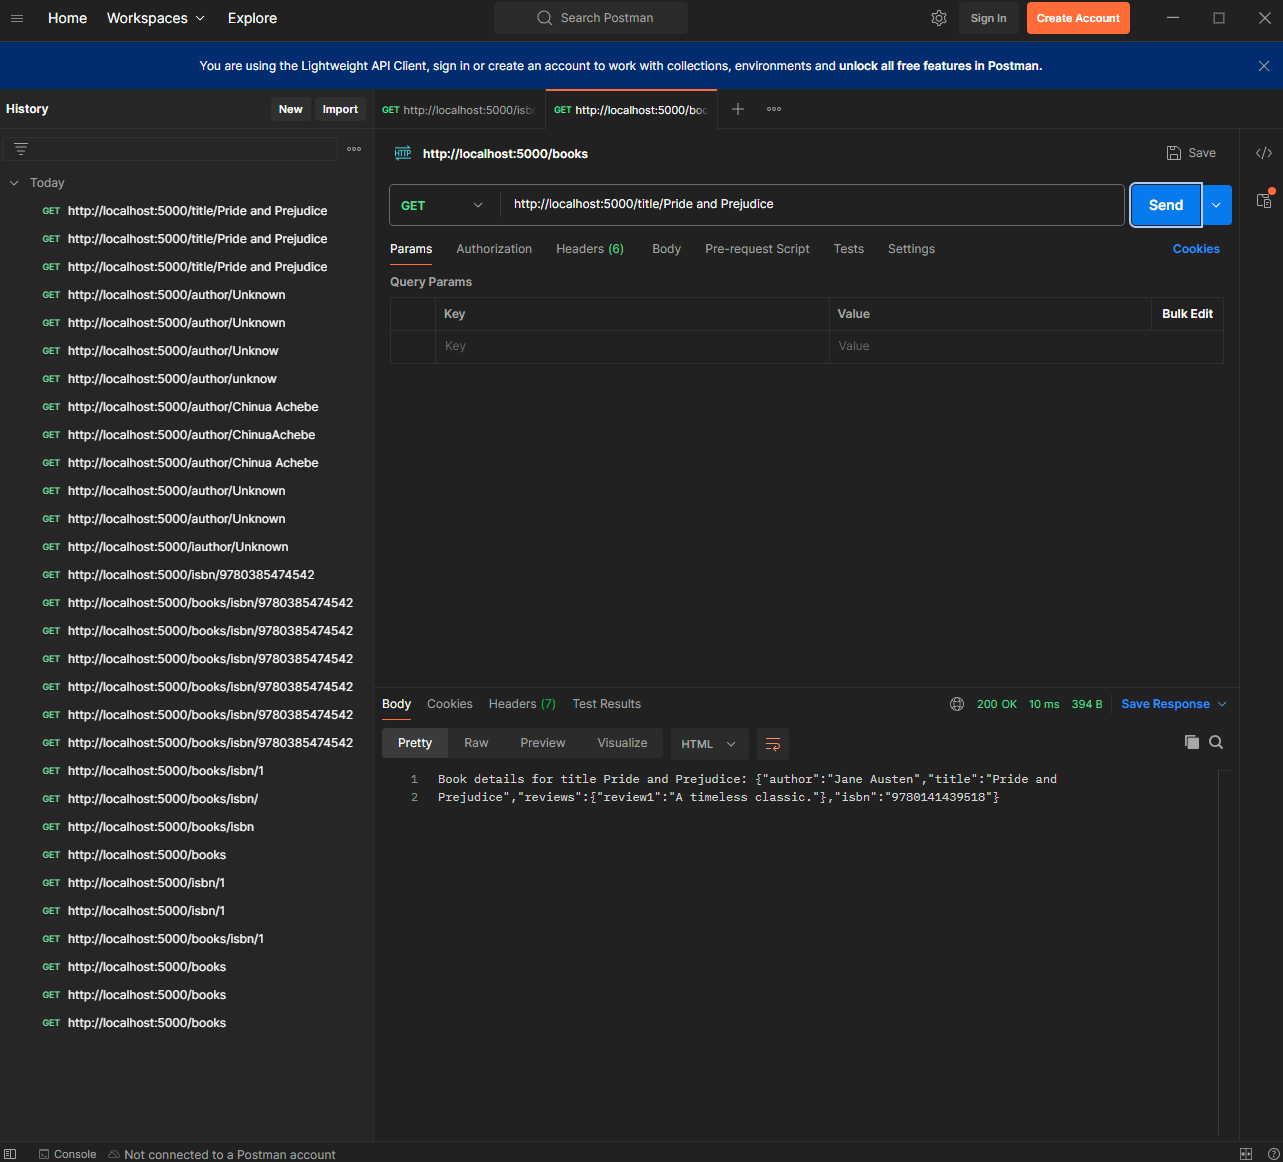 Home Workspaces Explore Search Postman Sign In Create Account
You are using the Lightweight API Client, sign in or create an account to work with collections, environments and unlock all free features in Postman.
History New Import
GET http://localhost:5000/isb GET http://localhost:5000/boo
http://localhost:5000/books Save
Today
GET http://localhost:5000/title/Pride and Prejudice
GET http://localhost:5000/title/Pride and Prejudice
GET http://localhost:5000/title/Pride and Prejudice
GET http://localhost:5000/author/Unknown
GET http://localhost:5000/author/Unknown
GET http://localhost:5000/author/Unknow
GET http://localhost:5000/author/unknow
GET http://localhost:5000/author/Chinua Achebe
GET http://localhost:5000/author/ChinuaAchebe
GET http://localhost:5000/author/Chinua Achebe
GET http://localhost:5000/author/Unknown
GET http://localhost:5000/author/Unknown
GET http://localhost:5000/iauthor/Unknown
GET http://localhost:5000/isbn/9780385474542
GET http://localhost:5000/books/isbn/9780385474542
GET http://localhost:5000/books/isbn/9780385474542
GET http://localhost:5000/books/isbn/9780385474542
GET http://localhost:5000/books/isbn/9780385474542
GET http://localhost:5000/books/isbn/9780385474542
GET http://localhost:5000/books/isbn/9780385474542
GET http://localhost:5000/books/isbn/1
GET http://localhost:5000/books/isbn/
GET http://localhost:5000/books/isbn
GET http://localhost:5000/books
GET http://localhost:5000/isbn/1
GET http://localhost:5000/isbn/1
GET http://localhost:5000/books/isbn/1
GET http://localhost:5000/books
GET http://localhost:5000/books
GET http://localhost:5000/books
HTTP
GET http://localhost:5000/title/Pride and Prejudice Send
Params Authorization Headers (6) Body Pre-request Script Tests Settings Cookies
Query Params
Key Value Bulk Edit
Key Value
Body Cookies Headers (7) Test Results 200 OK 10 ms 394 B Save Response
Pretty Raw Preview Visualize HTML
1 Book details for title Pride and Prejudice: {"author":"Jane Austen","title":"Pride and
2 Prejudice","reviews":{"review1":"A timeless classic."},"isbn":"9780141439518"}
Console Not connected to a Postman account